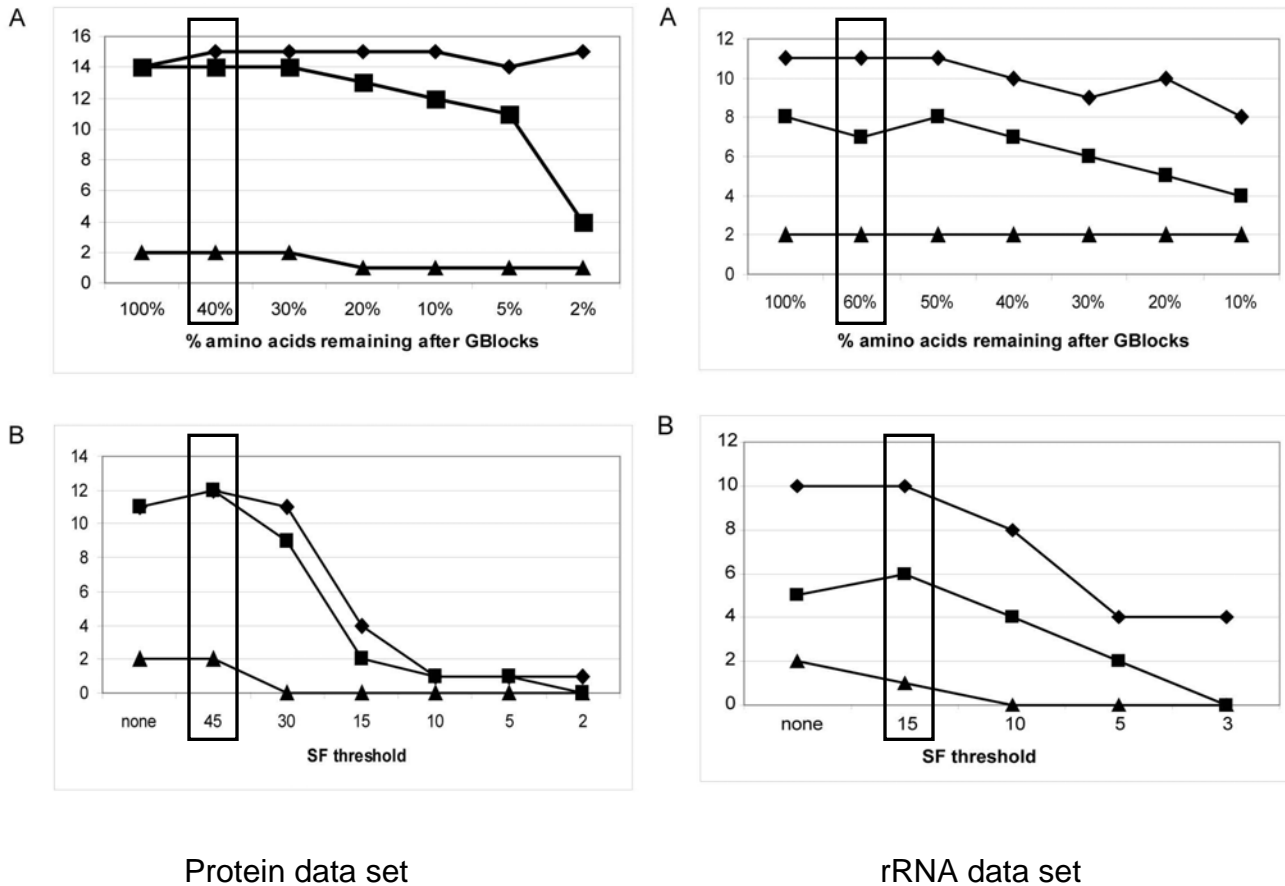 A
16
14
12
10
8
6
4
2
0
100% 40% 30% 20% 10% 5% 2%
% amino acids remaining after GBlocks
A
12
10
8
6
4
2
0
100% 60% 50% 40% 30% 20% 10%
% amino acids remaining after GBlocks
B
14
12
10
8
6
4
2
0
none 45 30 15 10 5 2
SF threshold
B
12
10
8
6
4
2
0
none 15 10 5 3
SF threshold
Protein data set
rRNA data set